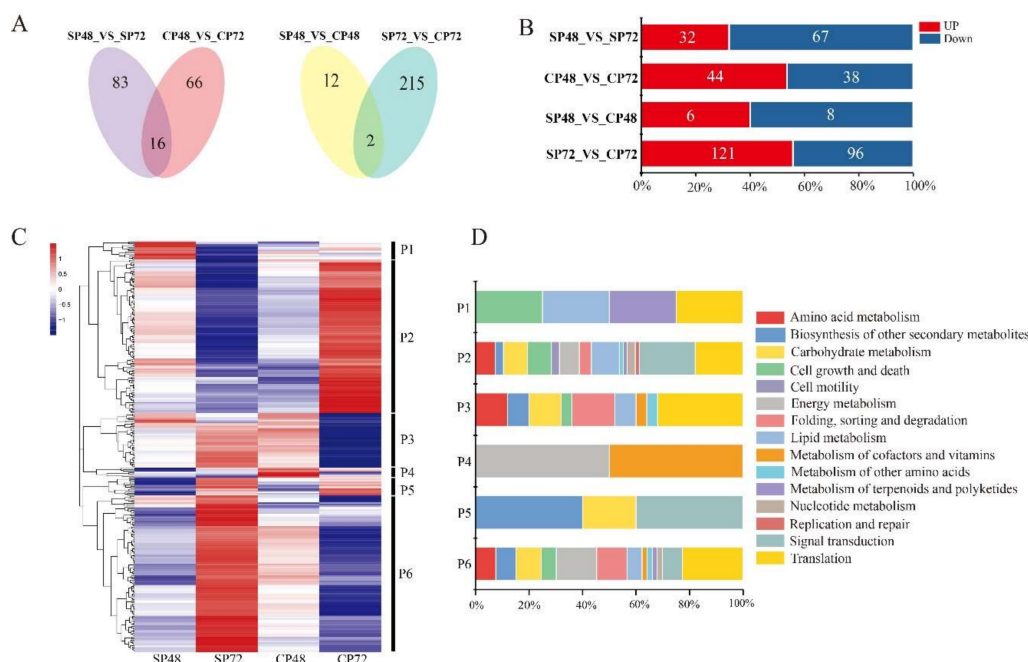 A
SP48_VS_SP72 CP48_VS_CP72
83 66
16
SP48_VS_CP48 SP72_VS_CP72
12 215
2
B
UP
Down
SP48_VS_SP72 32 67
CP48_VS_CP72 44 38
SP48_VS_CP48 6 8
SP72_VS_CP72 121 96
0% 20% 40% 60% 80% 100%
C
1
0.5
0
−0.5
−1
P1
P2
P3
P4
P5
P6
SP48 SP72 CP48 CP72
D
P1
P2
P3
P4
P5
P6
0% 20% 40% 60% 80% 100%
Amino acid metabolism
Biosynthesis of other secondary metabolites
Carbohydrate metabolism
Cell growth and death
Cell motility
Energy metabolism
Folding, sorting and degradation
Lipid metabolism
Metabolism of cofactors and vitamins
Metabolism of other amino acids
Metabolism of terpenoids and polyketides
Nucleotide metabolism
Replication and repair
Signal transduction
Translation